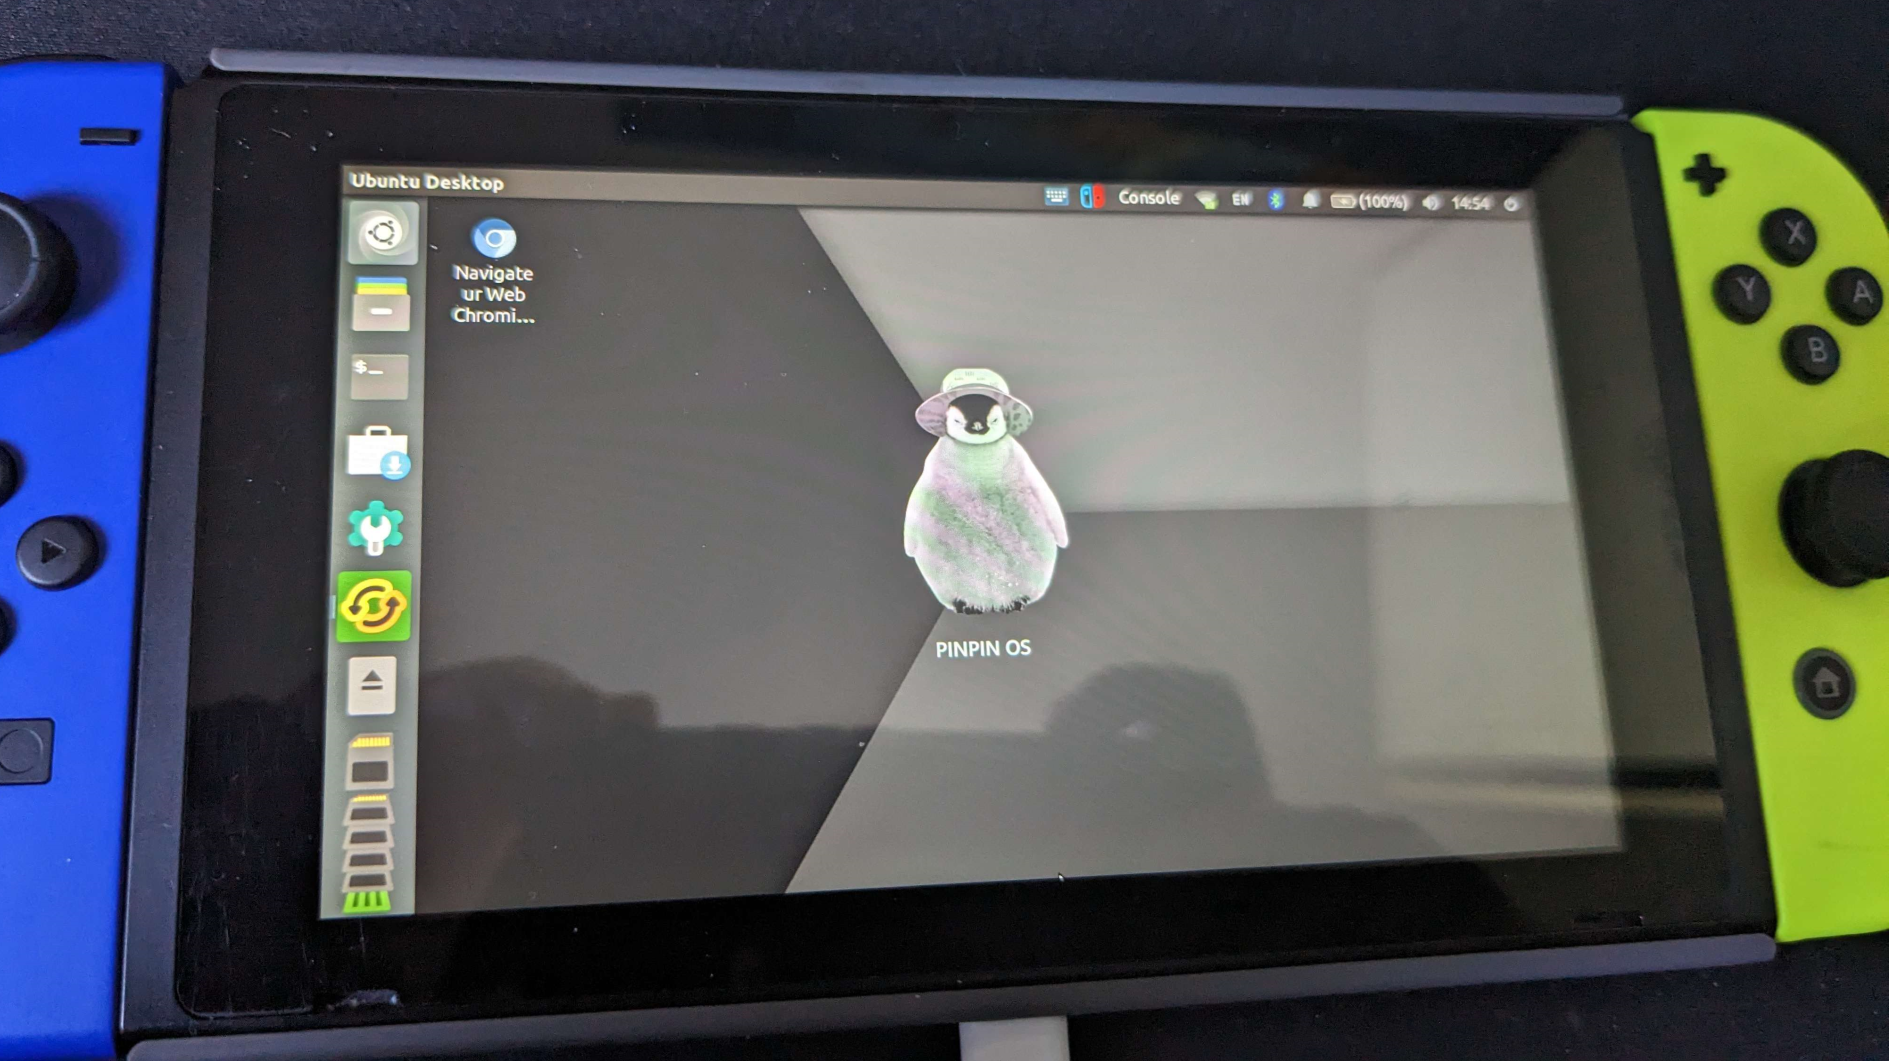 Ubuntu Desktop
Console
EN
(100%)
14:54
Navigate
ur Web
Chromi...
$_
PINPIN OS
X
Y
A
B